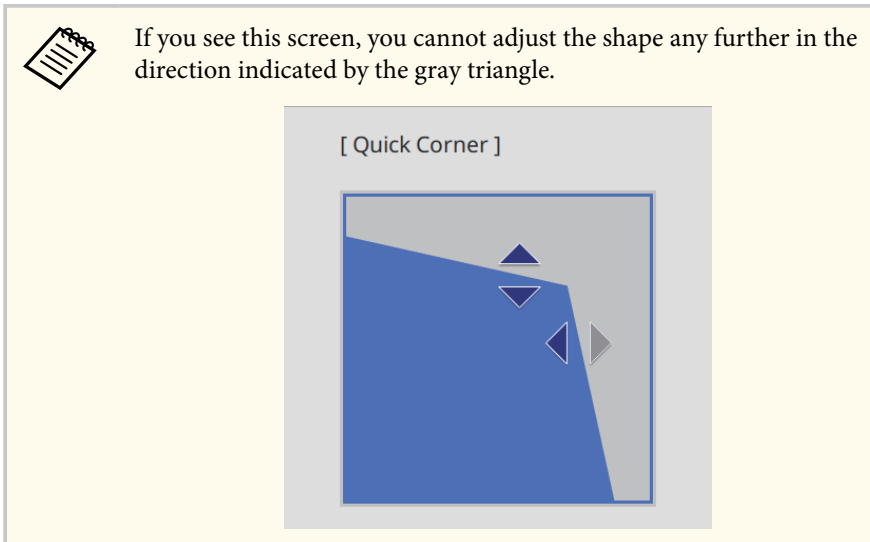 If you see this screen, you cannot adjust the shape any further in the
direction indicated by the gray triangle.
[ Quick Corner ]